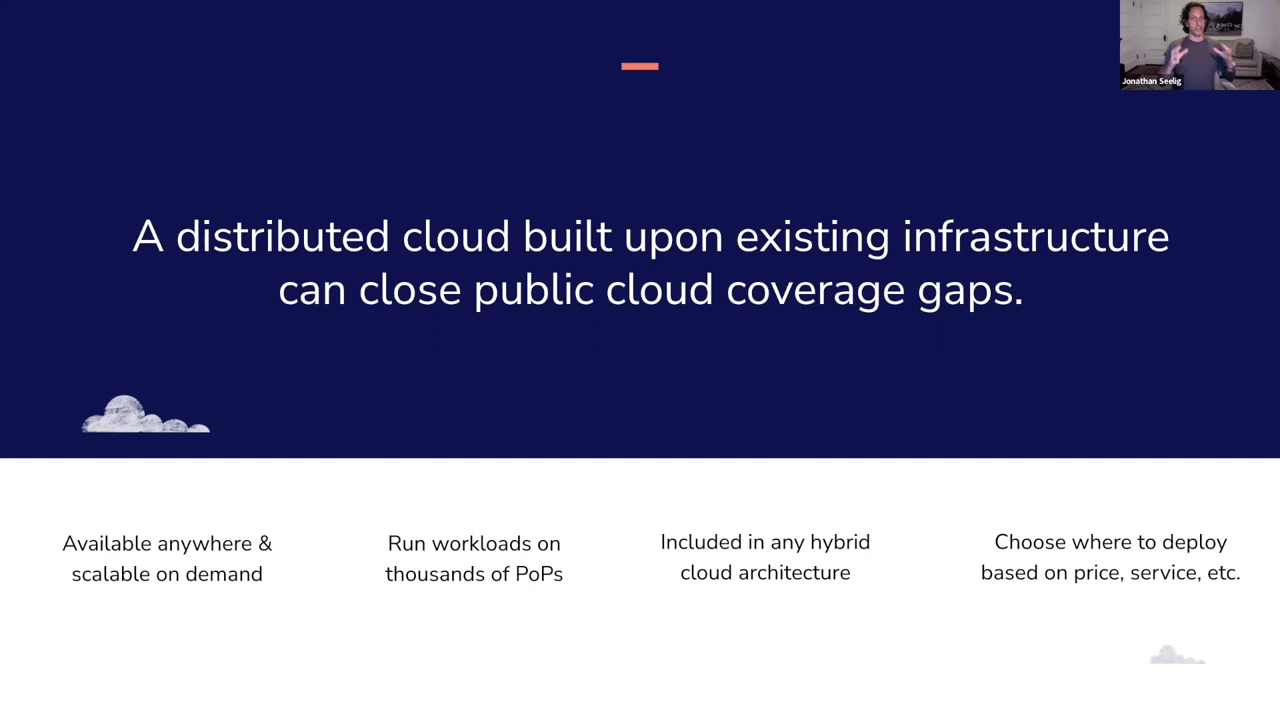 Jonathan Seelig
A distributed cloud built upon existing infrastructure
can close public cloud coverage gaps.
Available anywhere &
scalable on demand
Run workloads on
thousands of PoPs
Included in any hybrid
cloud architecture
Choose where to deploy
based on price, service, etc.